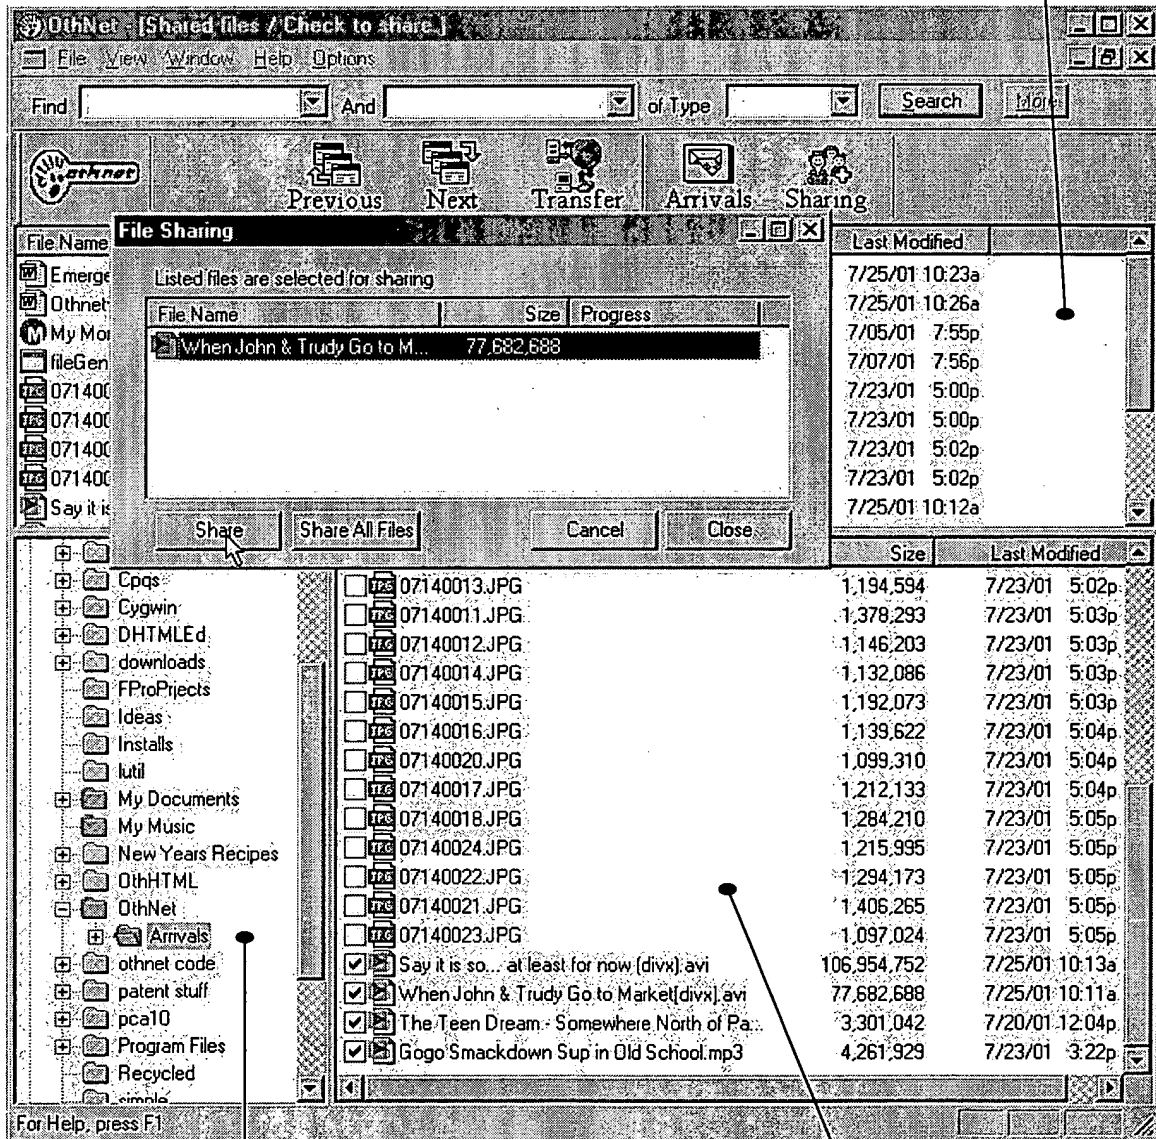 OthNet - [Shared files / Check to share.]
File View Window Help Options
Find And of Type Search More
othnet
Previous Next Transfer Arrivals Sharing
File Name Last Modified
Emerge 7/25/01 10:23a
Othnet 7/25/01 10:26a
My Mor 7/05/01 7:55p
fileGen 7/07/01 7:56p
071400 7/23/01 5:00p
071400 7/23/01 5:00p
071400 7/23/01 5:02p
071400 7/23/01 5:02p
Say it is 7/25/01 10:12a
File Sharing
Listed files are selected for sharing
File Name Size Progress
When John & Trudy Go to M... 77,682,688
Share Share All Files Cancel Close
Cpqs
Cygwin
DHTMLEd
downloads
FProPrjects
Ideas
Installs
lutil
My Documents
My Music
New Years Recipes
OthHTML
OthNet
Arrivals
othnet code
patent stuff
pca10
Program Files
Recycled
simple
Size Last Modified
07140013.JPG 1,194,594 7/23/01 5:02p
07140011.JPG 1,378,293 7/23/01 5:03p
07140012.JPG 1,146,203 7/23/01 5:03p
07140014.JPG 1,132,086 7/23/01 5:03p
07140015.JPG 1,192,073 7/23/01 5:03p
07140016.JPG 1,139,622 7/23/01 5:04p
07140020.JPG 1,099,310 7/23/01 5:04p
07140017.JPG 1,212,133 7/23/01 5:04p
07140018.JPG 1,284,210 7/23/01 5:05p
07140024.JPG 1,215,995 7/23/01 5:05p
07140022.JPG 1,294,173 7/23/01 5:05p
07140021.JPG 1,406,265 7/23/01 5:05p
07140023.JPG 1,097,024 7/23/01 5:05p
Say it is so... at least for now (divx).avi 106,954,752 7/25/01 10:13a
When John & Trudy Go to Market(divx).avi 77,682,688 7/25/01 10:11a
The Teen Dream - Somewhere North of Pa... 3,301,042 7/20/01 12:04p
Gogo Smackdown Sup in Old School.mp3 4,261,929 7/23/01 3:22p
For Help, press F1